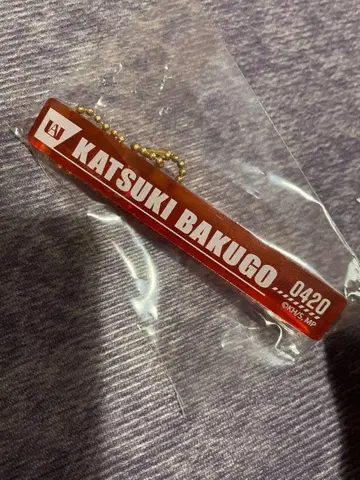 UA KATSUKI BAKUGO 0420
©KH/S, MP